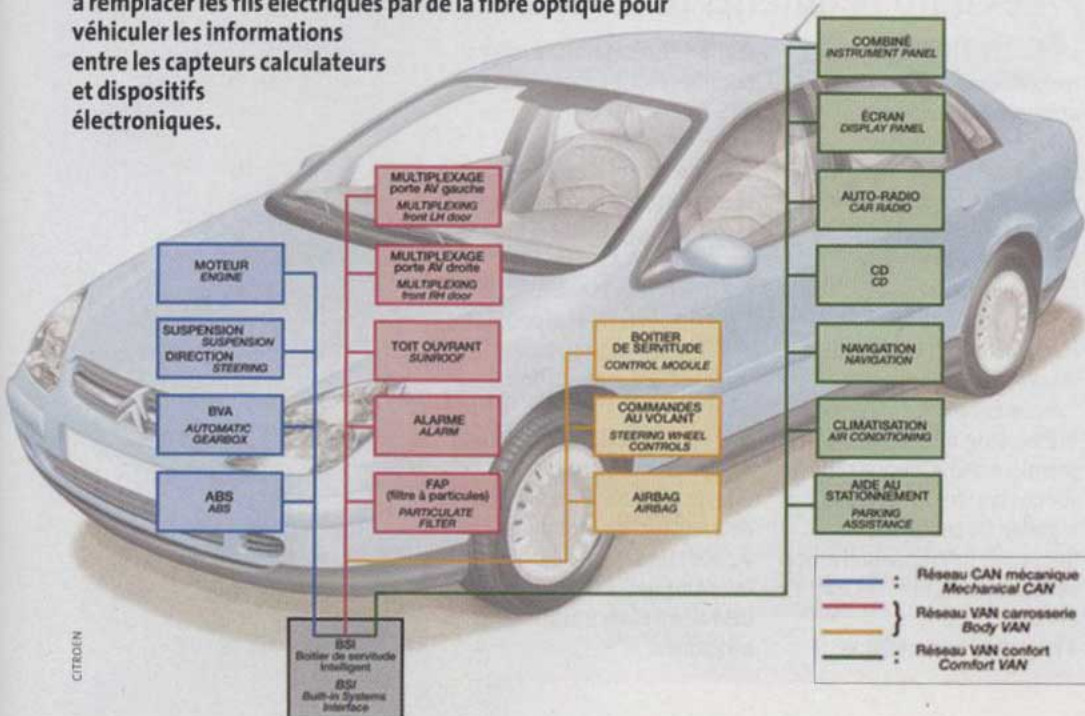 à remplacer les fils électriques par de la fibre optique pour
véhiculer les informations
entre les capteurs calculateurs
et dispositifs
électroniques.
COMBINÉ
INSTRUMENT PANEL
ÉCRAN
DISPLAY PANEL
AUTO-RADIO
CAR RADIO
CD
CD
NAVIGATION
NAVIGATION
CLIMATISATION
AIR CONDITIONING
AIDE AU
STATIONNEMENT
PARKING
ASSISTANCE
MULTIPLEXAGE
porte AV gauche
MULTIPLEXING
front LH door
MULTIPLEXAGE
porte AV droite
MULTIPLEXING
front RH door
TOIT OUVRANT
SUNROOF
ALARME
ALARM
FAP
(filtre à particules)
PARTICULATE
FILTER
MOTEUR
ENGINE
SUSPENSION
SUSPENSION
DIRECTION
STEERING
BVA
AUTOMATIC
GEARBOX
ABS
ABS
BOITIER
DE SERVITUDE
CONTROL MODULE
COMMANDES
AU VOLANT
STEERING WHEEL
CONTROLS
AIRBAG
AIRBAG
BSI
Boitier de servitude
Intelligent
BSI
Built-in Systems
Interface
: Réseau CAN mécanique
Mechanical CAN
} Réseau VAN carrosserie
Body VAN
: Réseau VAN confort
Comfort VAN
CITROEN